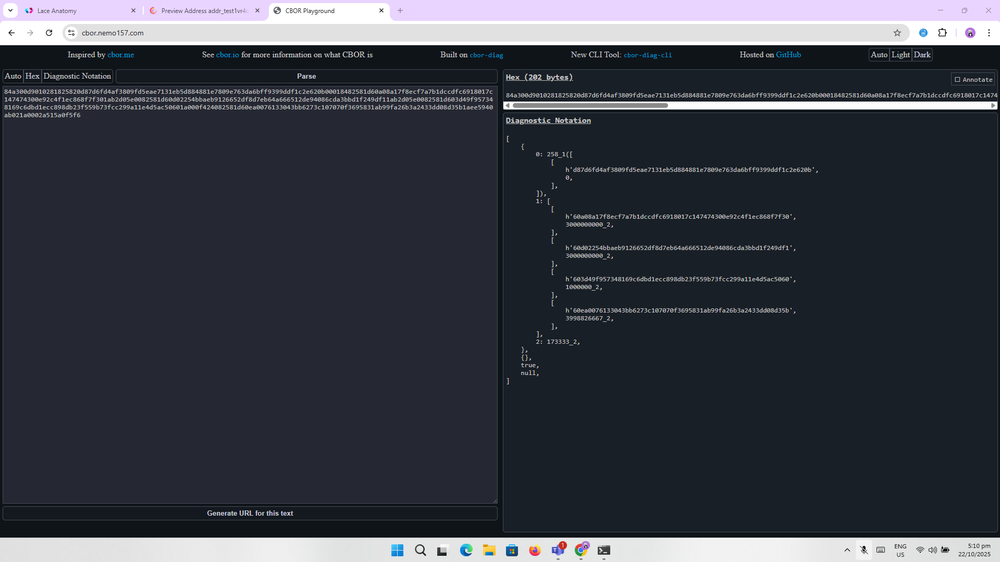 Lace Anatomy
Preview Address addr_test1vr4c
CBOR Playground
cbor.nemo157.com
Inspired by cbor.me
See cbor.io for more information on what CBOR is
Built on cbor-diag
New CLI Tool: cbor-diag-cli
Hosted on GitHub
Auto Light Dark
Auto Hex Diagnostic Notation
Parse
84a300d9010281825820d87d6fd4af3809fd5eae7131eb5d884881e7809e763da6bff9399ddf1c2e620b00018482581d60a08a17f8ecf7a7b1dccdfc6918017c
147474300e92c4f1ec868f7f301ab2d05e0082581d60d02254bbaeb9126652df8d7eb64a666512de94086cda3bbd1f249df11ab2d05e0082581d603d49f95734
8169c6dbd1ecc898db23f559b73fcc299a11e4d5ac50601a000f424082581d60ea0076133043bb6273c107070f3695831ab99fa26b3a2433dd08d35b1aee5940
ab021a0002a515a0f5f6
Generate URL for this text
Hex (202 bytes)
Annotate
84a300d9010281825820d87d6fd4af3809fd5eae7131eb5d884881e7809e763da6bff9399ddf1c2e620b00018482581d60a08a17f8ecf7a7b1dccdfc6918017c1474
Diagnostic Notation
[
{
0: 258_1([
[
h'd87d6fd4af3809fd5eae7131eb5d884881e7809e763da6bff9399ddf1c2e620b',
0,
],
]),
1: [
[
h'60a08a17f8ecf7a7b1dccdfc6918017c147474300e92c4f1ec868f7f30',
3000000000_2,
],
[
h'60d02254bbaeb9126652df8d7eb64a666512de94086cda3bbd1f249df1',
3000000000_2,
],
[
h'603d49f957348169c6dbd1ecc898db23f559b73fcc299a11e4d5ac5060',
1000000_2,
],
[
h'60ea0076133043bb6273c107070f3695831ab99fa26b3a2433dd08d35b',
3998826667_2,
],
],
2: 173333_2,
},
{},
true,
null,
]
1
ENG
US
5:10 pm
22/10/2025